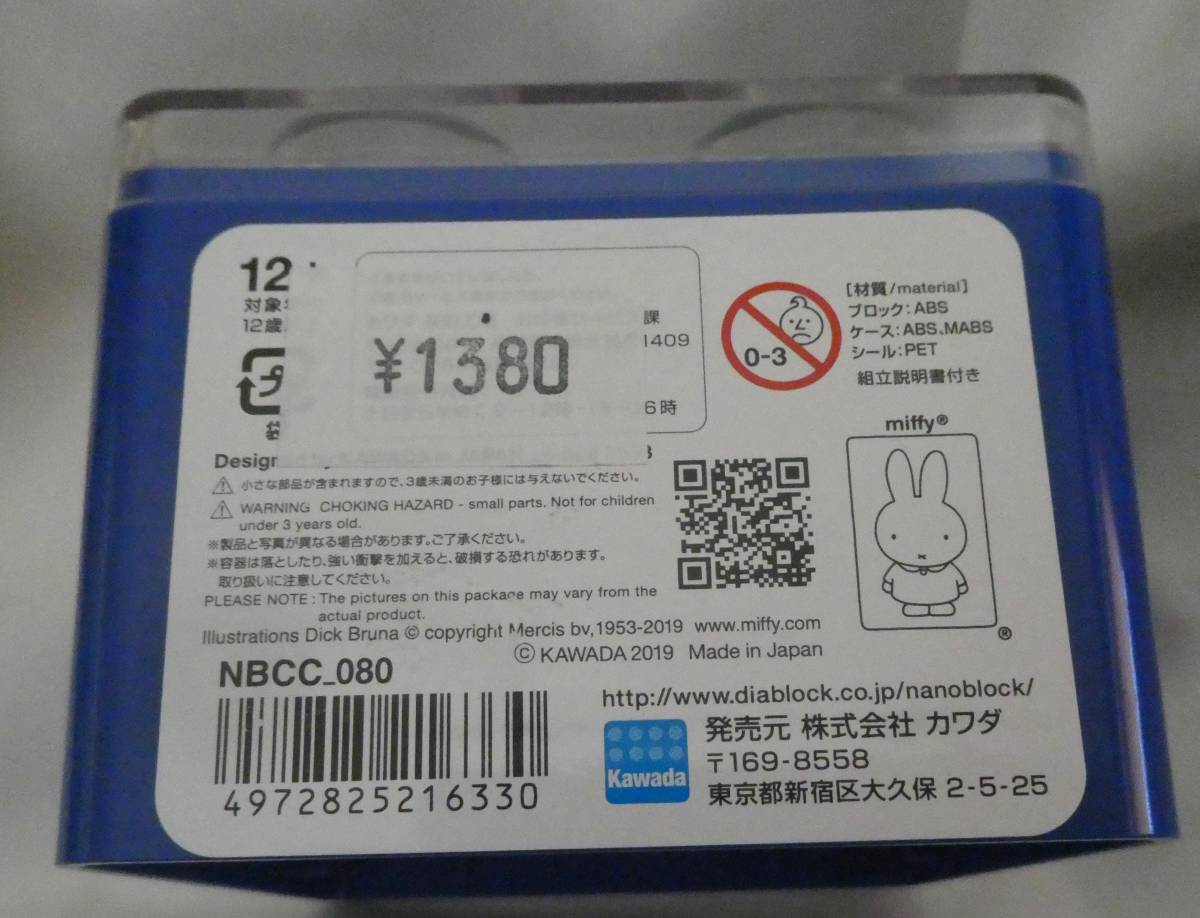 12
対象
12歳
¥1380
課
1409
6時
Design
0-3
[材質/material]
ブロック:ABS
ケース:ABS、MABS
シール:PET
組立説明書付き
miffy®
®
⚠ 小さな部品が含まれますので、3歳未満のお子様には与えないでください。
⚠ WARNING CHOKING HAZARD - small parts. Not for children
under 3 years old.
※製品と写真が異なる場合があります。ご了承ください。
※容器は落としたり、強い衝撃を加えると、破損する恐れがあります。
取り扱いに注意してください。
PLEASE NOTE : The pictures on this package may vary from the
actual product.
Illustrations Dick Bruna © copyright Mercis bv,1953-2019 www.miffy.com
© KAWADA 2019 Made in Japan
NBCC_080
4972825216330
http://www.diablock.co.jp/nanoblock/
Kawada
発売元 株式会社 カワダ
〒169-8558
東京都新宿区大久保 2-5-25